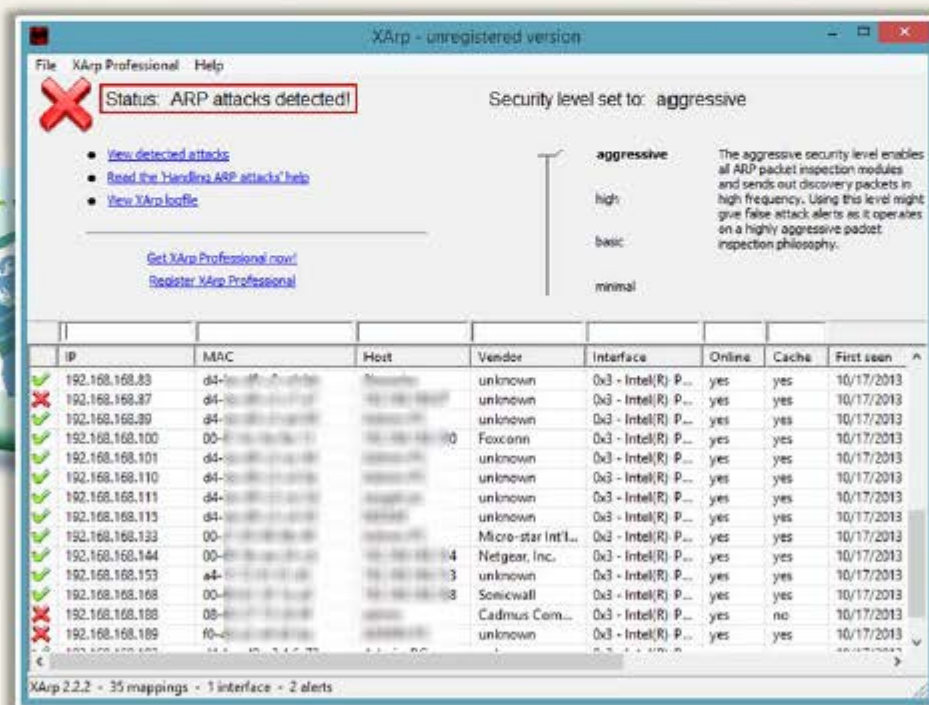 XArp - unregistered version
File XArp Professional Help
Status: ARP attacks detected!
Security level set to: aggressive
View detected attacks
Read the 'Handling ARP attacks' help
View XArp logfile
Get XArp Professional now!
Register XArp Professional
aggressive
high
basic
minimal
The aggressive security level enables
all ARP packet inspection modules
and sends out discovery packets in
high frequency. Using this level might
give false attack alerts as it operates
on a highly aggressive packet
inspection philosophy.
IP MAC Host Vendor Interface Online Cache First seen
192.168.168.83 d4- unknown 0x3 - Intel(R) P... yes yes 10/17/2013
192.168.168.87 d4- unknown 0x3 - Intel(R) P... yes yes 10/17/2013
192.168.168.89 d4- unknown 0x3 - Intel(R) P... yes yes 10/17/2013
192.168.168.100 00- 0 Foxconn 0x3 - Intel(R) P... yes yes 10/17/2013
192.168.168.101 d4- unknown 0x3 - Intel(R) P... yes yes 10/17/2013
192.168.168.110 d4- unknown 0x3 - Intel(R) P... yes yes 10/17/2013
192.168.168.111 d4- unknown 0x3 - Intel(R) P... yes yes 10/17/2013
192.168.168.115 d4- unknown 0x3 - Intel(R) P... yes yes 10/17/2013
192.168.168.133 00- Micro-star Int'l... 0x3 - Intel(R) P... yes yes 10/17/2013
192.168.168.144 00- 4 Netgear, Inc. 0x3 - Intel(R) P... yes yes 10/17/2013
192.168.168.153 a4- 3 unknown 0x3 - Intel(R) P... yes yes 10/17/2013
192.168.168.168 00- 8 Sonicwall 0x3 - Intel(R) P... yes yes 10/17/2013
192.168.168.188 08- Cadmus Com... 0x3 - Intel(R) P... yes no 10/17/2013
192.168.168.189 f0- unknown 0x3 - Intel(R) P... yes yes 10/17/2013
XArp 2.2.2 - 35 mappings - 1 interface - 2 alerts